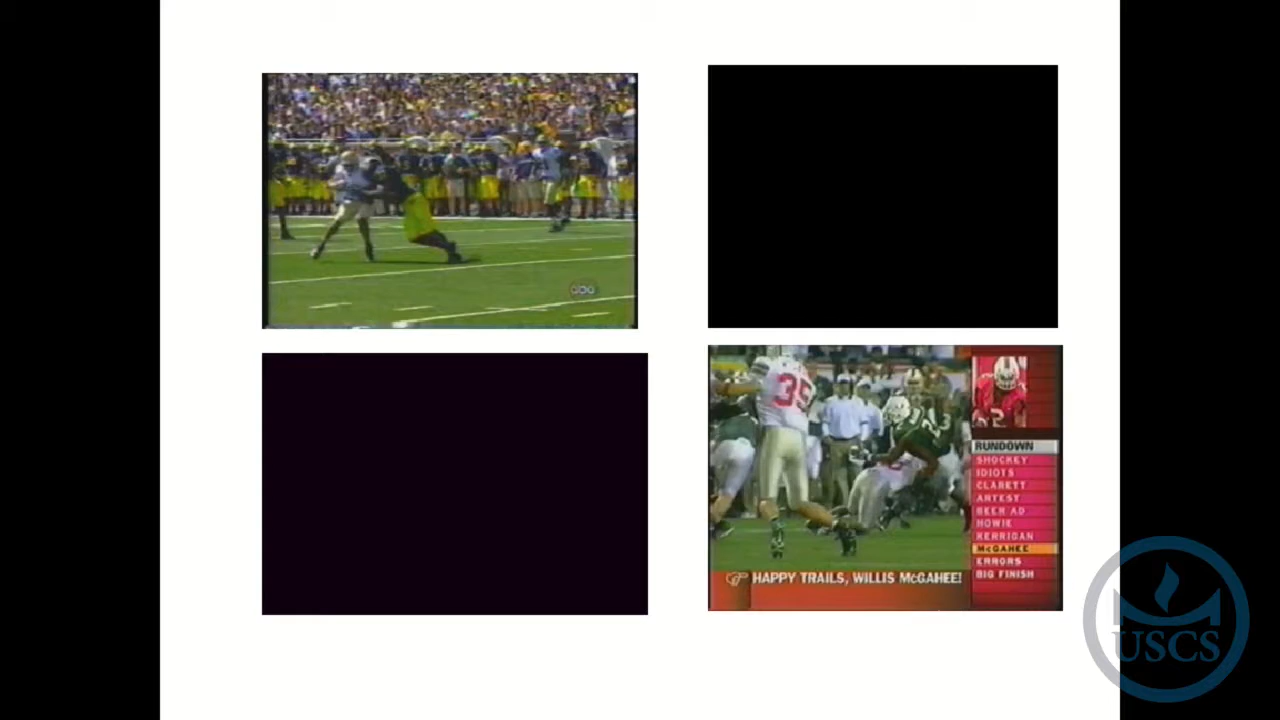 abc
35
RUNDOWN
SHOCKEY
IDIOTS
CLARETT
ARTEST
BEER AD
HOWIE
KERRIGAN
McGAHEE
ERRORS
BIG FINISH
HAPPY TRAILS, WILLIS McGAHEE!
USCS